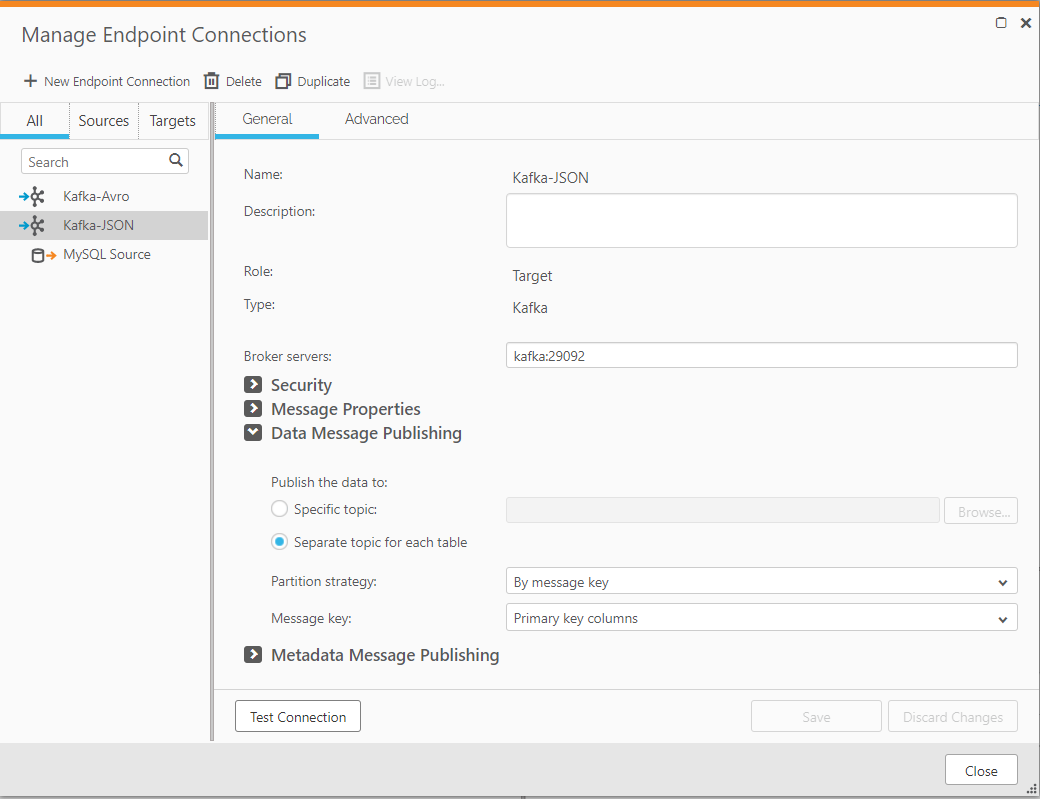 Manage Endpoint Connections
New Endpoint Connection Delete Duplicate View Log...
All Sources Targets General Advanced
Search
Kafka-Avro
Kafka-JSON
MySQL Source
Name: Kafka-JSON
Description:
Role: Target
Type: Kafka
Broker servers: kafka:29092
Security
Message Properties
Data Message Publishing
Publish the data to:
Specific topic: Browse...
Separate topic for each table
Partition strategy: By message key
Message key: Primary key columns
Metadata Message Publishing
Test Connection Save Discard Changes
Close